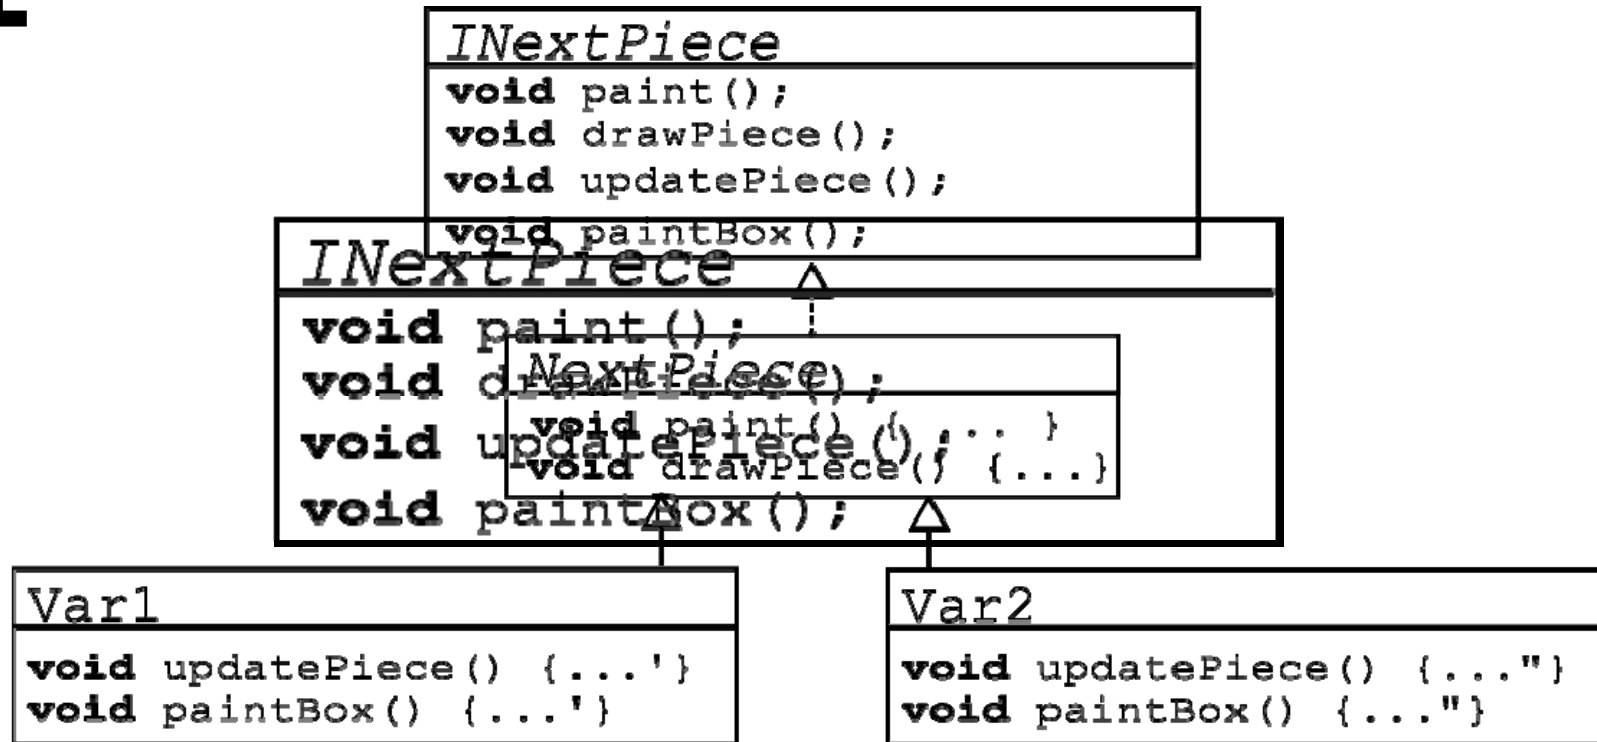 INextPiece
void paint();
void drawPiece();
void updatePiece();
void paintBox();
INextPiece
void paint();
void drawPiece();
void updatePiece();
void paintBox();
NextPiece
void paint() { ... }
void drawPiece() {...}
Var1
void updatePiece() {...'}
void paintBox() {...'}
Var2
void updatePiece() {..."}
void paintBox() {..."}